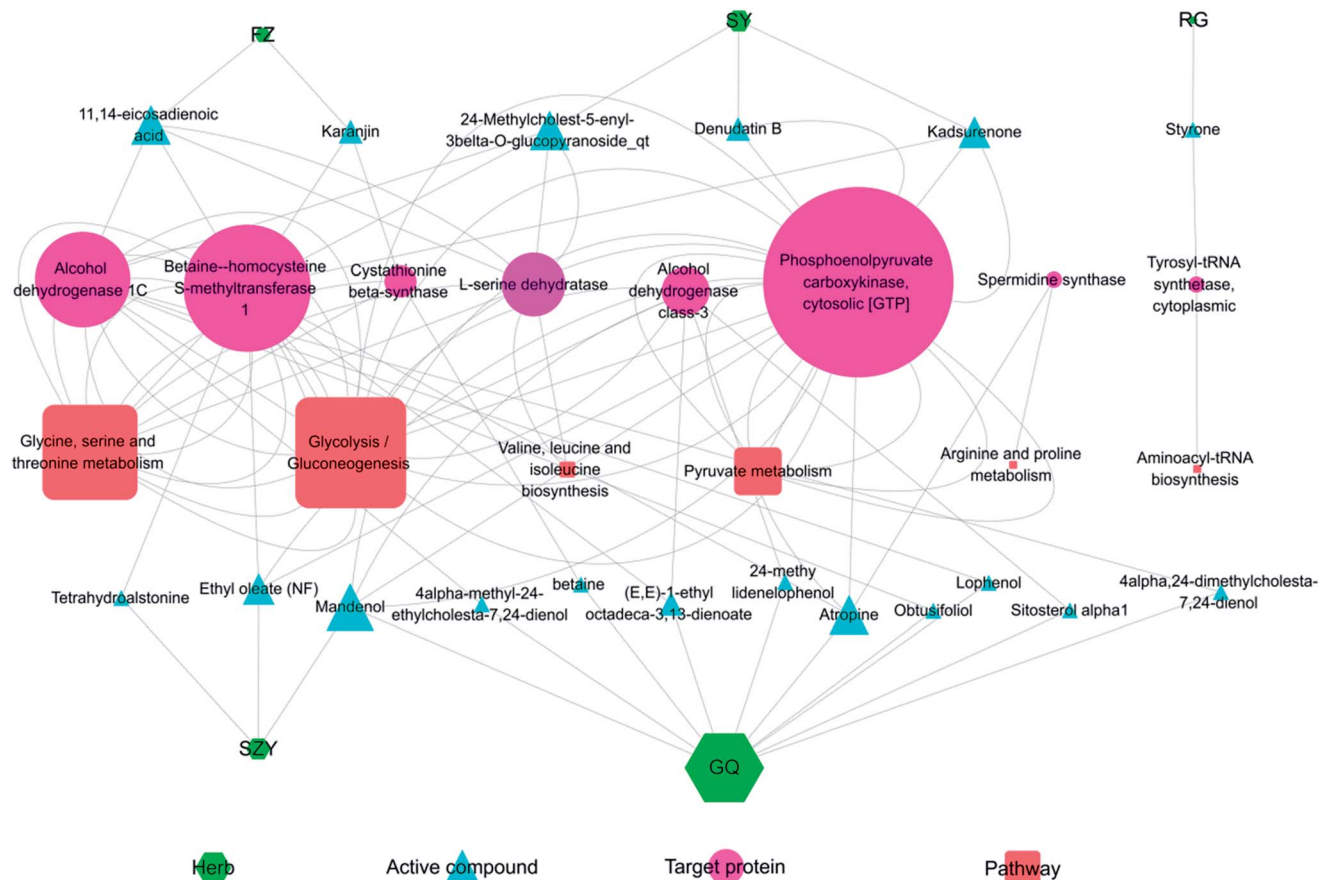 FZ
SY
RG
11,14-eicosadienoic
acid
Karanjin
24-Methylcholest-5-enyl-
3belta-O-glucopyranoside_qt
Denudatin B
Kadsurenone
Styrone
Alcohol
dehydrogenase 1C
Betaine--homocysteine
S-methyltransferase
1
Cystathionine
beta-synthase
L-serine dehydratase
Alcohol
dehydrogenase
class-3
Phosphoenolpyruvate
carboxykinase,
cytosolic [GTP]
Spermidine synthase
Tyrosyl-tRNA
synthetase,
cytoplasmic
Glycine, serine and
threonine metabolism
Glycolysis /
Gluconeogenesis
Valine, leucine and
isoleucine
biosynthesis
Pyruvate metabolism
Arginine and proline
metabolism
Aminoacyl-tRNA
biosynthesis
Tetrahydroalstonine
Ethyl oleate (NF)
Mandenol
4alpha-methyl-24-
ethylcholesta-7,24-dienol
betaine
(E,E)-1-ethyl
octadeca-3,13-dienoate
24-methy
lidenelophenol
Atropine
Obtusifoliol
Lophenol
Sitosterol alpha1
4alpha,24-dimethylcholesta-
7,24-dienol
SZY
GQ
Herb
Active compound
Target protein
Pathway